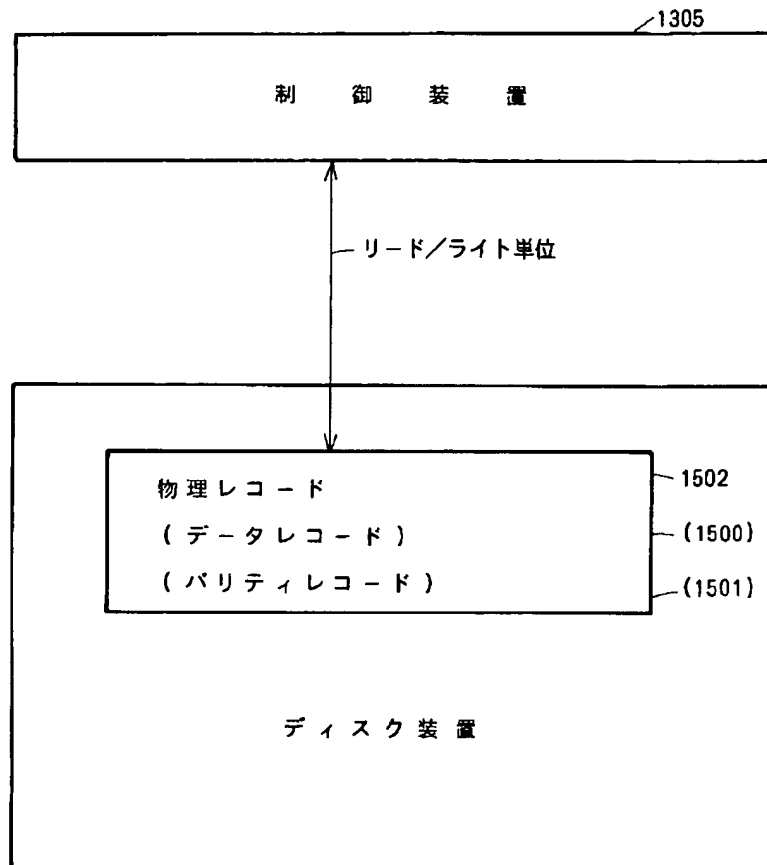 1305
制御装置
リード/ライト単位
物理レコード
1502
(データレコード)
(1500)
(パリティレコード)
(1501)
ディスク装置